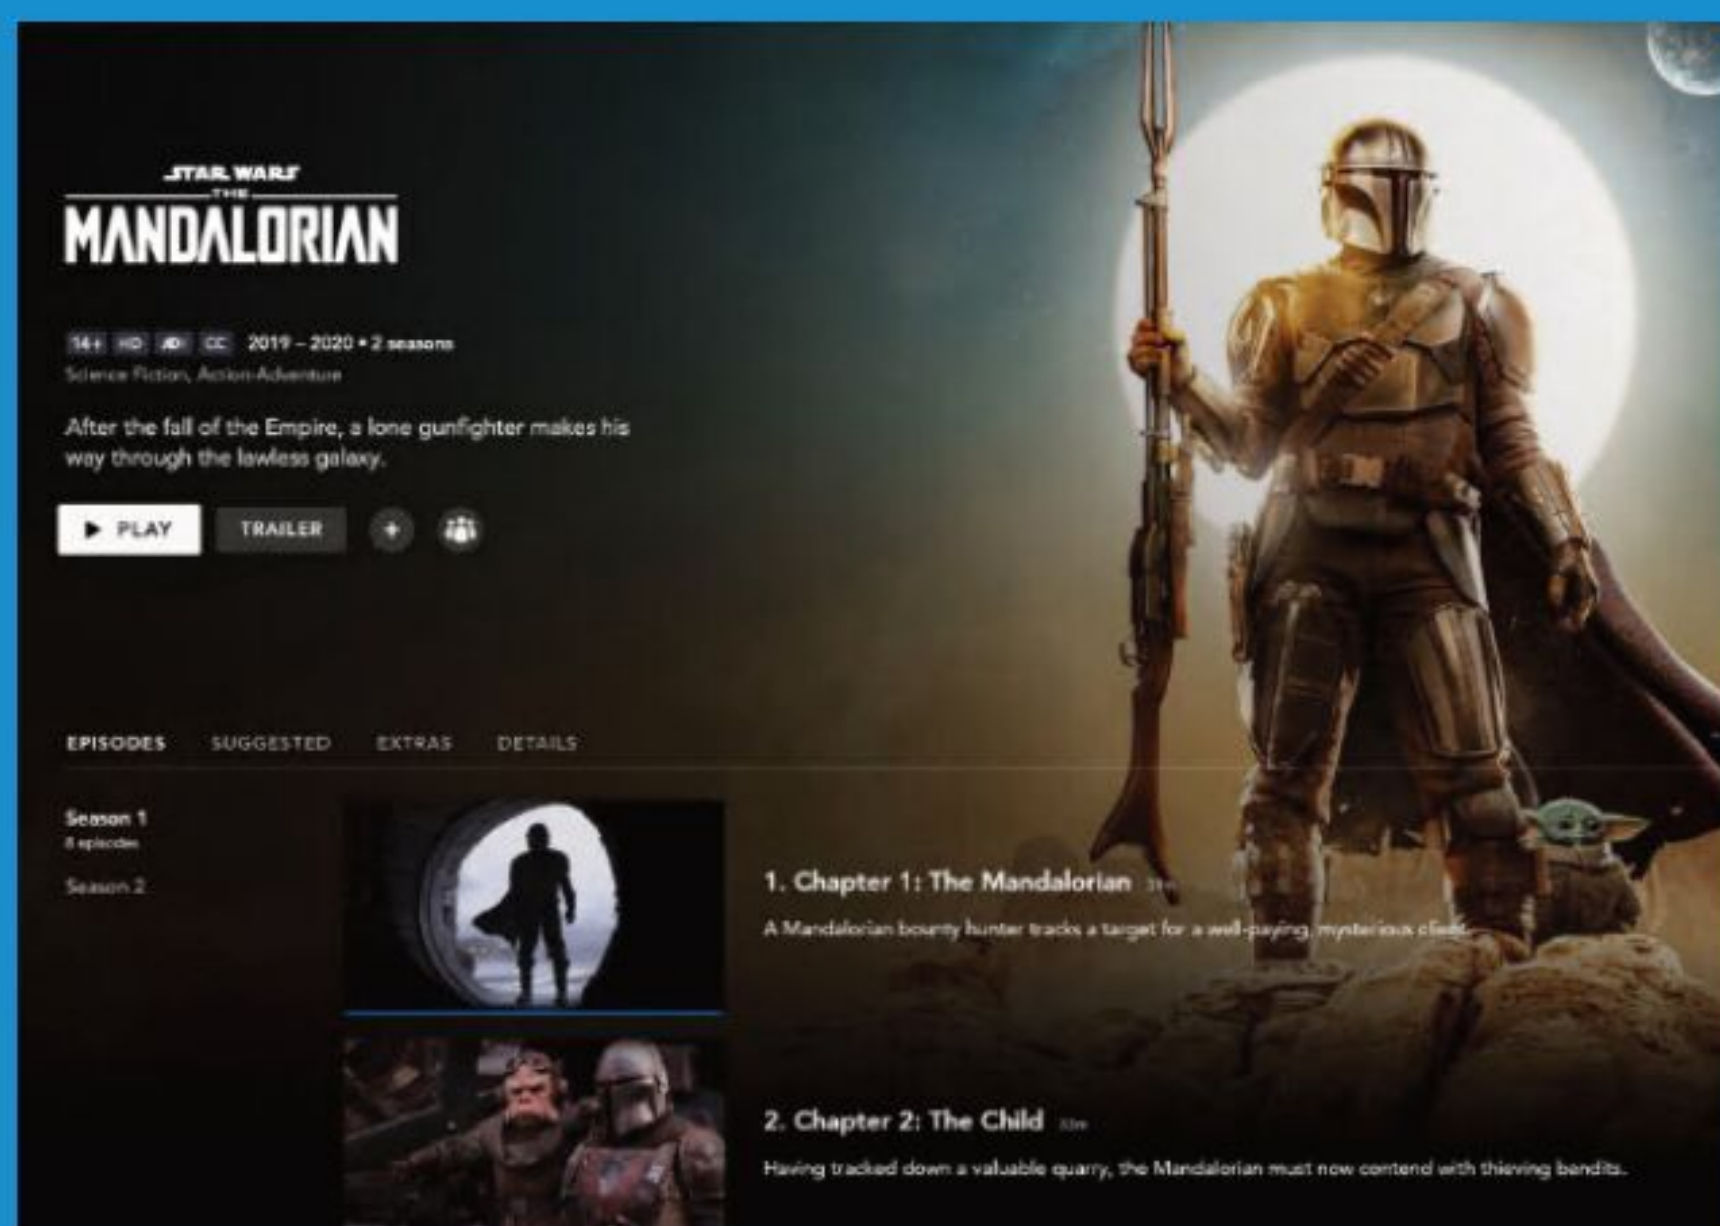 STAR WARS
THE
MANDALORIAN
14+ HD AD CC 2019 – 2020 • 2 seasons
Science Fiction, Action-Adventure
After the fall of the Empire, a lone gunfighter makes his
way through the lawless galaxy.
PLAY TRAILER +
EPISODES SUGGESTED EXTRAS DETAILS
Season 1
8 episodes
Season 2
1. Chapter 1: The Mandalorian
A Mandalorian bounty hunter tracks a target for a well-paying, mysterious client.
2. Chapter 2: The Child 33m
Having tracked down a valuable quarry, the Mandalorian must now contend with thieving bandits.